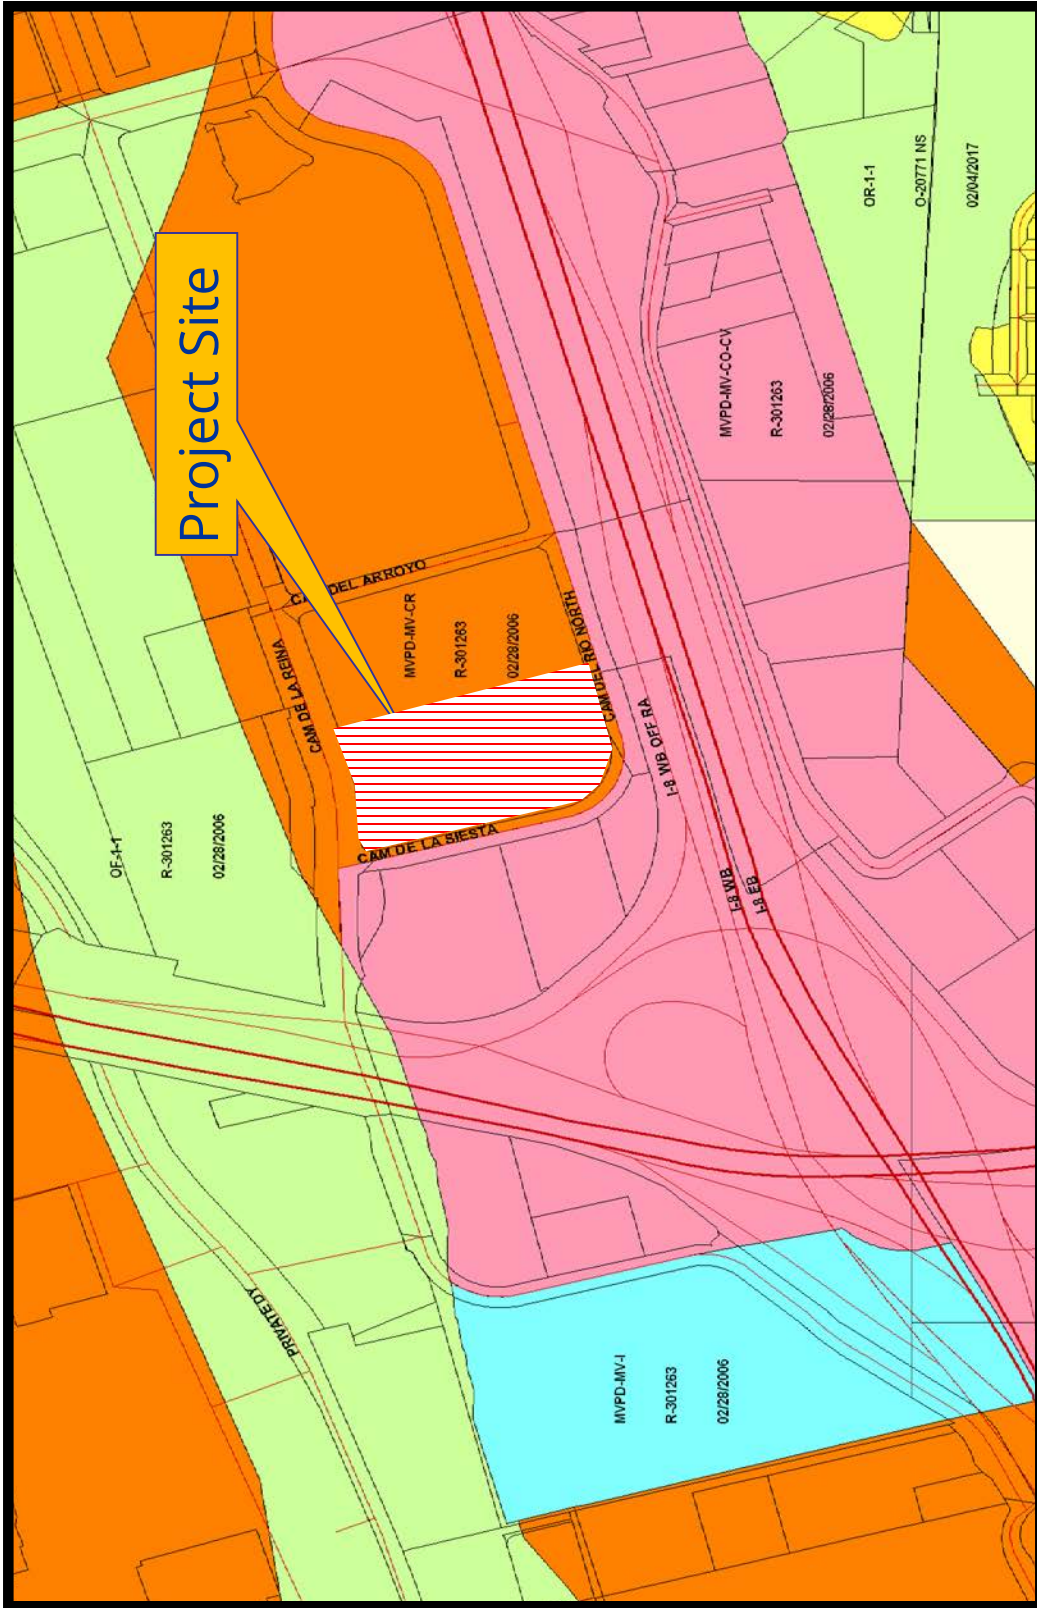 Project Site
OR-1-1
O-20771 NS
02/04/2017
MVPD-MV-CO-CV
R-301263
02/28/2006
DEL ARROYO
MVPD-MV-CR
R-301263
02/28/2006
CAM DEL RIO NORTH
CAM DE LA REINA
I-8 WB OFF RA
CAM DE LA SIESTA
OF-1-1
R-301263
02/28/2006
I-8 WB
I-8 EB
PRIVATE DY
MVPD-MV-I
R-301263
02/28/2006